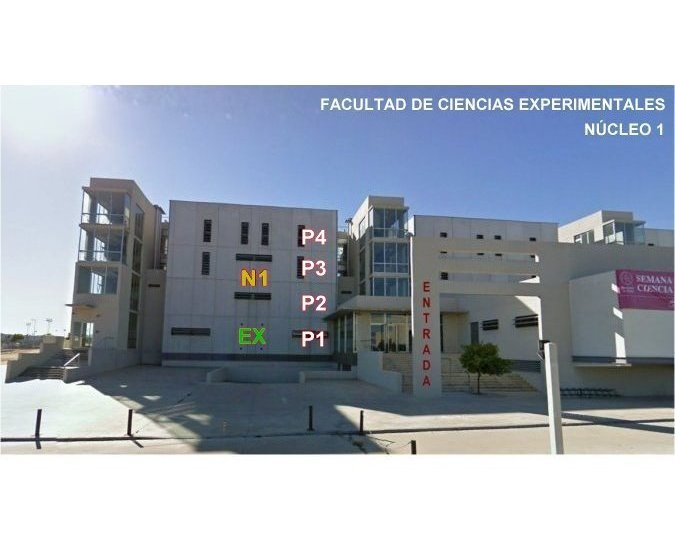 FACULTAD DE CIENCIAS EXPERIMENTALES
NÚCLEO 1
P4
P3
N1
P2
EX
P1
ENTRADA
SEMANA
CIENCIA